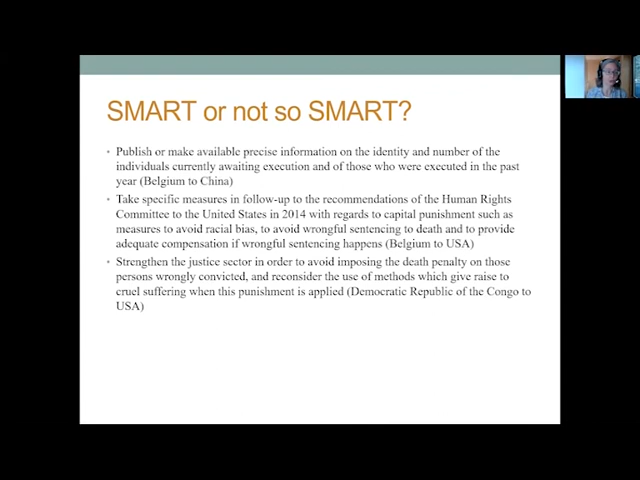 SMART or not so SMART?
• Publish or make available precise information on the identity and number of the
individuals currently awaiting execution and of those who were executed in the past
year (Belgium to China)
• Take specific measures in follow-up to the recommendations of the Human Rights
Committee to the United States in 2014 with regards to capital punishment such as
measures to avoid racial bias, to avoid wrongful sentencing to death and to provide
adequate compensation if wrongful sentencing happens (Belgium to USA)
• Strengthen the justice sector in order to avoid imposing the death penalty on those
persons wrongly convicted, and reconsider the use of methods which give raise to
cruel suffering when this punishment is applied (Democratic Republic of the Congo to
USA)